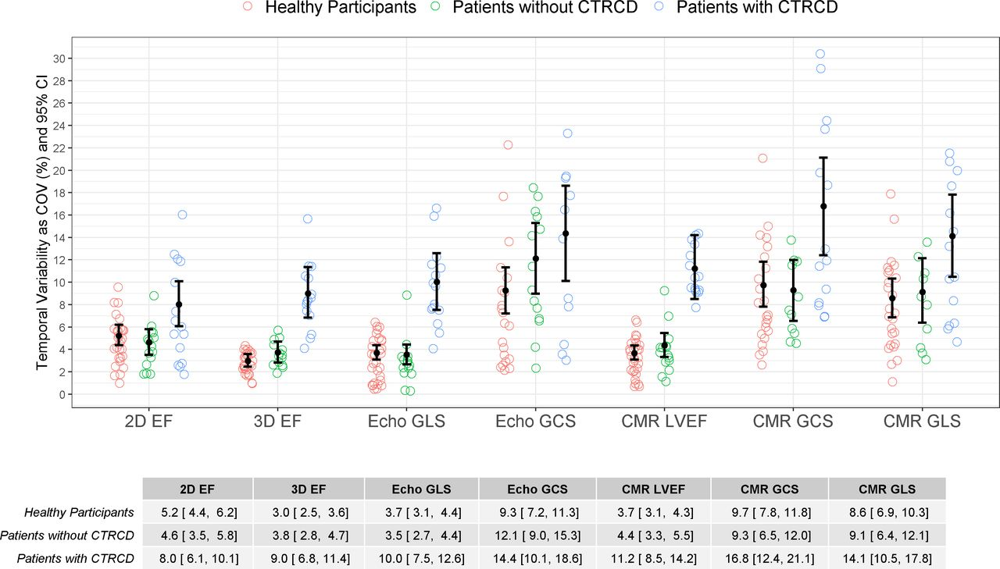 Healthy Participants Patients without CTRCD Patients with CTRCD
Temporal Variability as COV (%) and 95% CI
30
28
26
24
22
20
18
16
14
12
10
8
6
4
2
0
2D EF 3D EF Echo GLS Echo GCS CMR LVEF CMR GCS CMR GLS
2D EF 3D EF Echo GLS Echo GCS CMR LVEF CMR GCS CMR GLS
Healthy Participants 5.2 [ 4.4, 6.2] 3.0 [ 2.5, 3.6] 3.7 [ 3.1, 4.4] 9.3 [ 7.2, 11.3] 3.7 [ 3.1, 4.3] 9.7 [ 7.8, 11.8] 8.6 [ 6.9, 10.3]
Patients without CTRCD 4.6 [ 3.5, 5.8] 3.8 [ 2.8, 4.7] 3.5 [ 2.7, 4.4] 12.1 [ 9.0, 15.3] 4.4 [ 3.3, 5.5] 9.3 [ 6.5, 12.0] 9.1 [ 6.4, 12.1]
Patients with CTRCD 8.0 [ 6.1, 10.1] 9.0 [ 6.8, 11.4] 10.0 [ 7.5, 12.6] 14.4 [10.1, 18.6] 11.2 [ 8.5, 14.2] 16.8 [12.4, 21.1] 14.1 [10.5, 17.8]